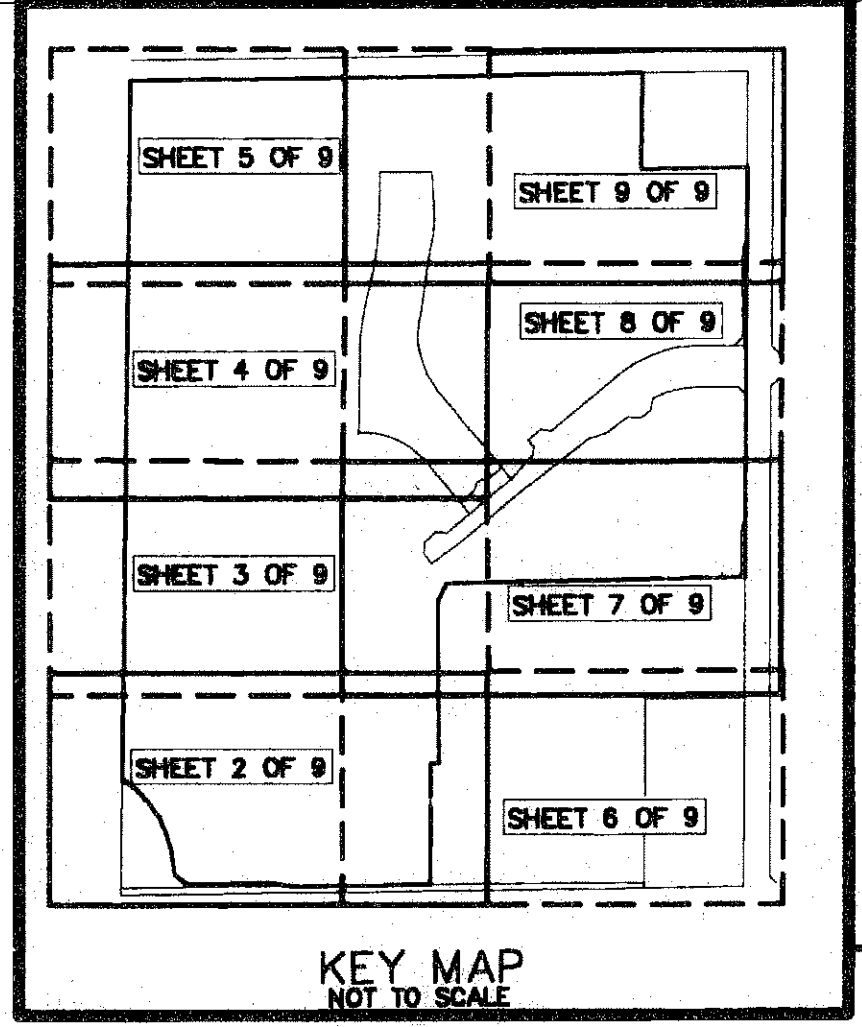 SHEET 5 OF 9
SHEET 9 OF 9
SHEET 8 OF 9
SHEET 4 OF 9
SHEET 3 OF 9
SHEET 7 OF 9
SHEET 2 OF 9
SHEET 6 OF 9
KEY MAP
NOT TO SCALE